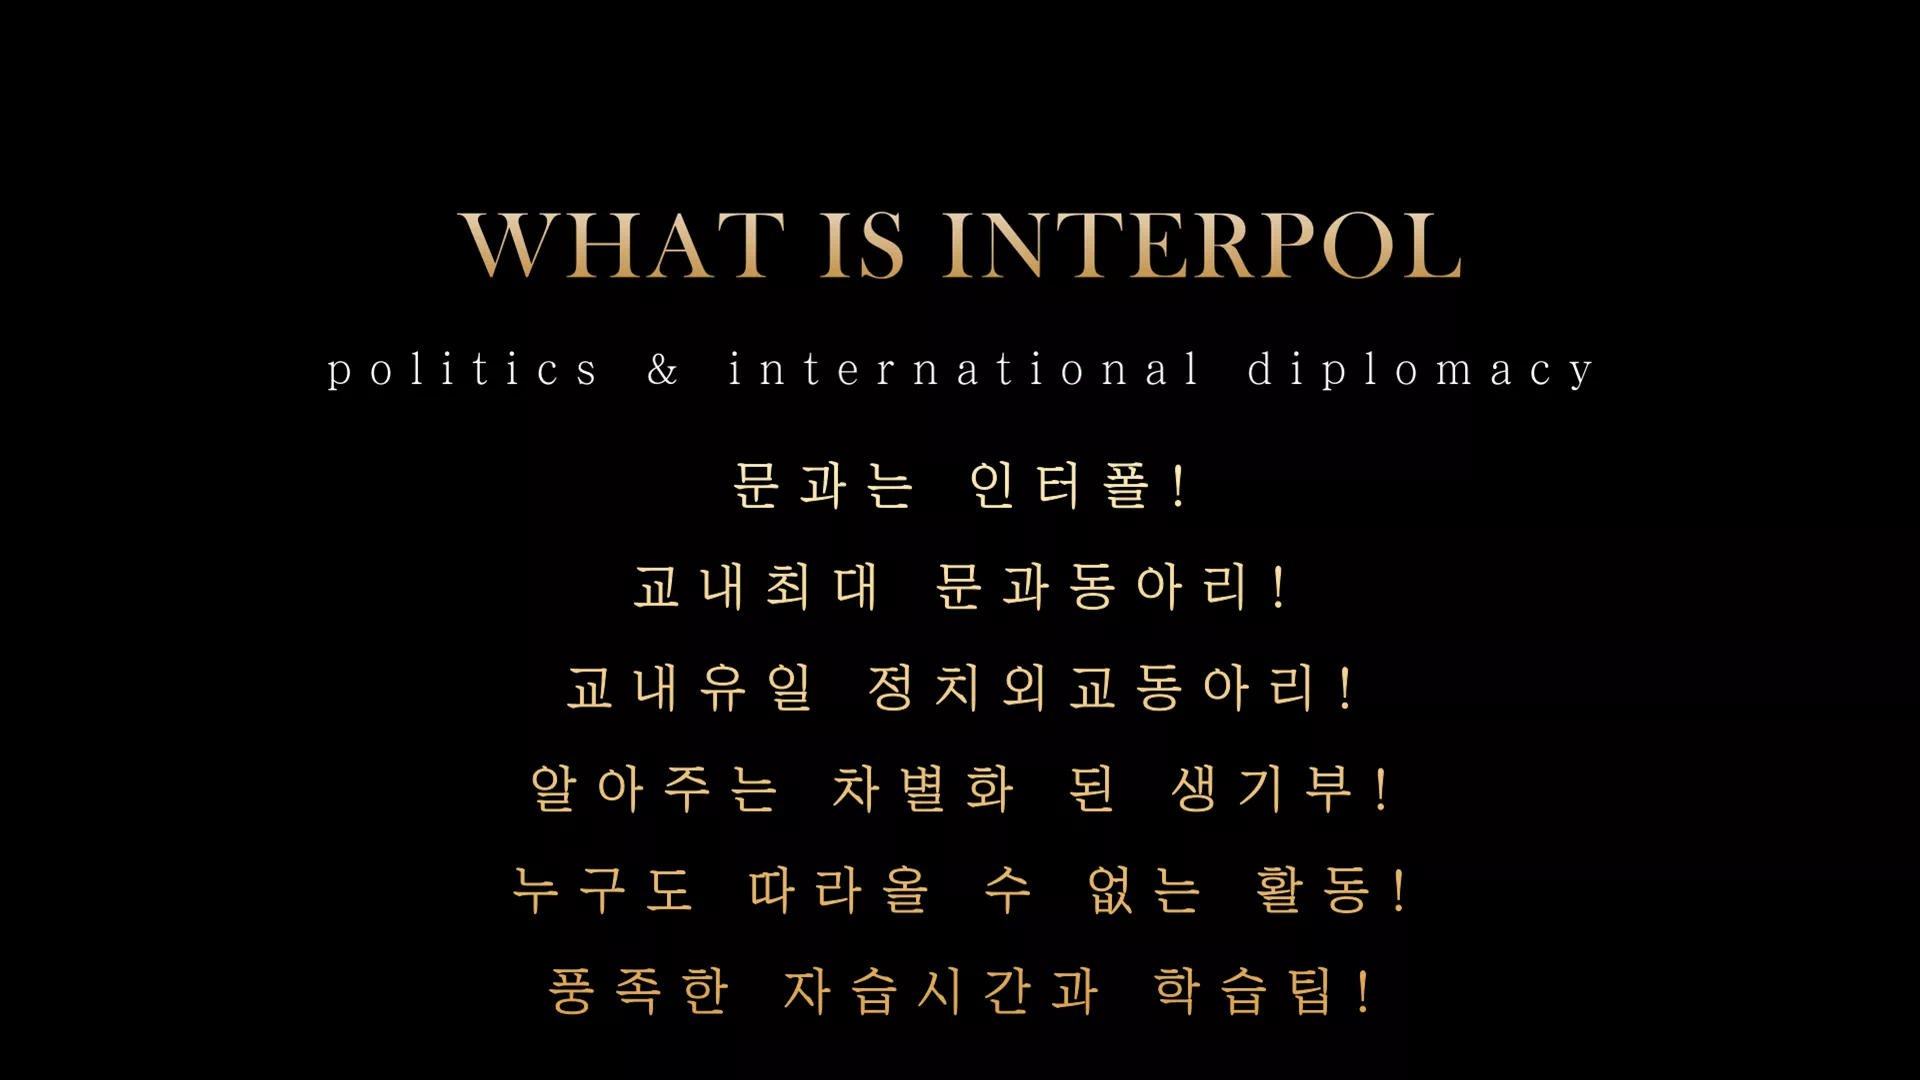 WHAT IS INTERPOL
politics & international diplomacy
문과는 인터폴!
교내최대 문과동아리!
교내유일 정치외교동아리!
알아주는 차별화 된 생기부!
누구도 따라올 수 없는 활동!
풍족한 자습시간과 학습팁!